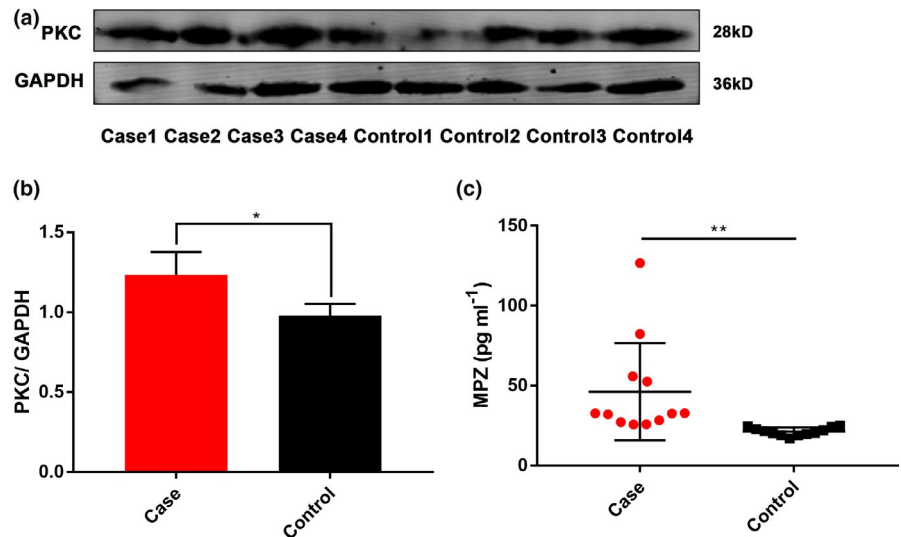 (a)
PKC 28kD
GAPDH 36kD
Case1 Case2 Case3 Case4 Control1 Control2 Control3 Control4
(b)
*
1.5
1.0
0.5
0.0
PKC/ GAPDH
Case Control
(c)
**
150
100
50
0
MPZ (pg ml⁻¹)
Case Control